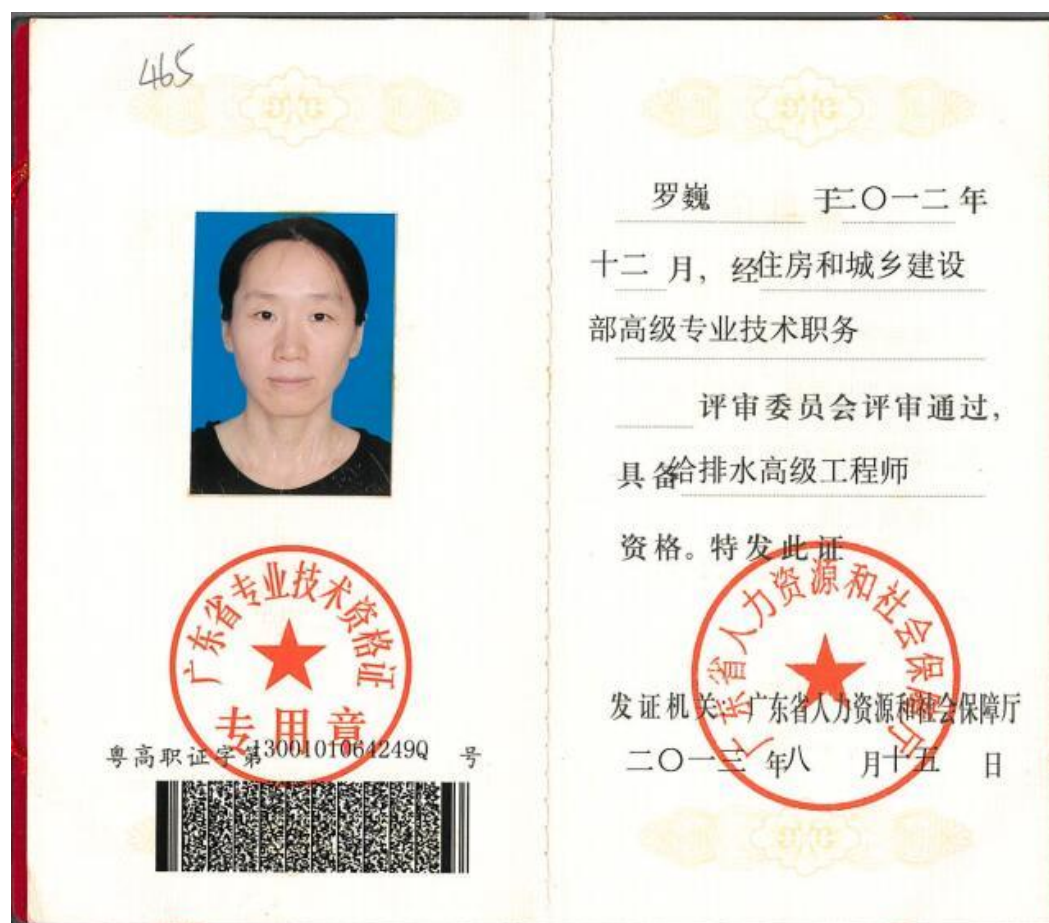 465
广东省专业技术资格证
专用章
粤高职证字第1300101064249Q 号
罗巍 于二〇一二年
十二月，经住房和城乡建设
部高级专业技术职务
评审委员会评审通过，
具备给排水高级工程师
资格。特发此证
广东省人力资源和社会保障厅
发证机关：广东省人力资源和社会保障厅
二〇一三年八月十五日